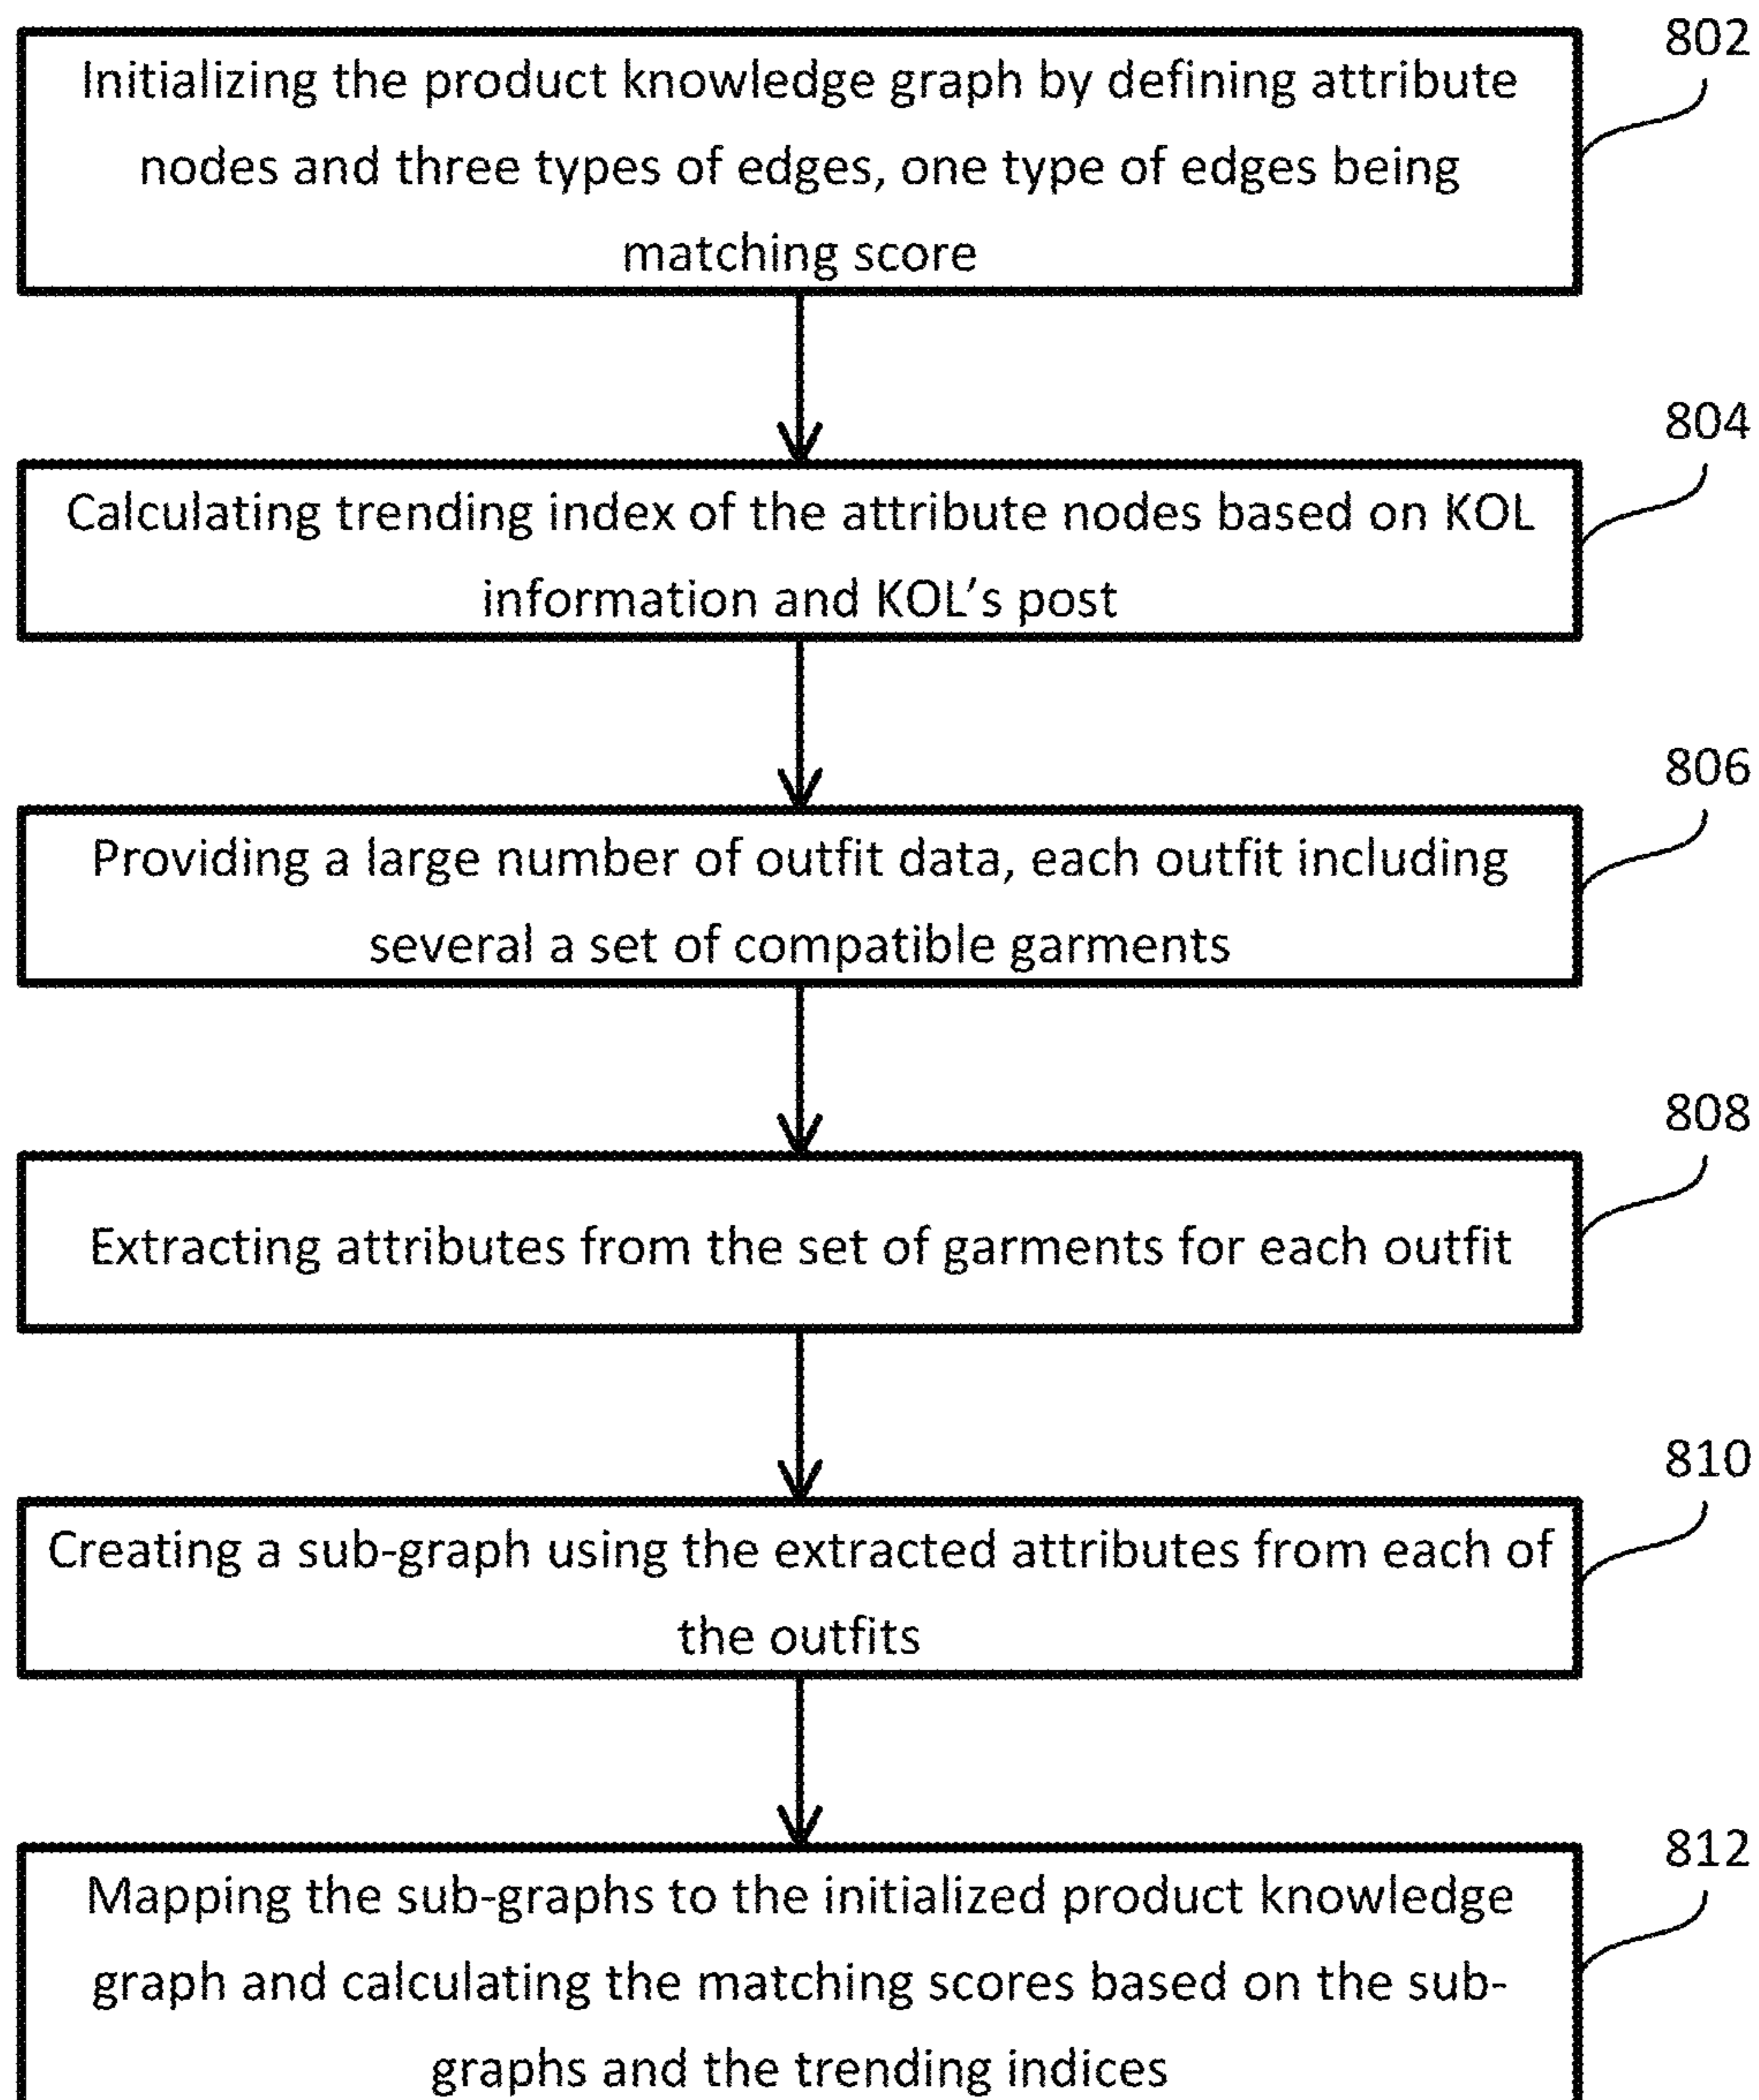 802
Initializing the product knowledge graph by defining attribute
nodes and three types of edges, one type of edges being
matching score
804
Calculating trending index of the attribute nodes based on KOL
information and KOL's post
806
Providing a large number of outfit data, each outfit including
several a set of compatible garments
808
Extracting attributes from the set of garments for each outfit
810
Creating a sub-graph using the extracted attributes from each of
the outfits
812
Mapping the sub-graphs to the initialized product knowledge
graph and calculating the matching scores based on the sub-
graphs and the trending indices